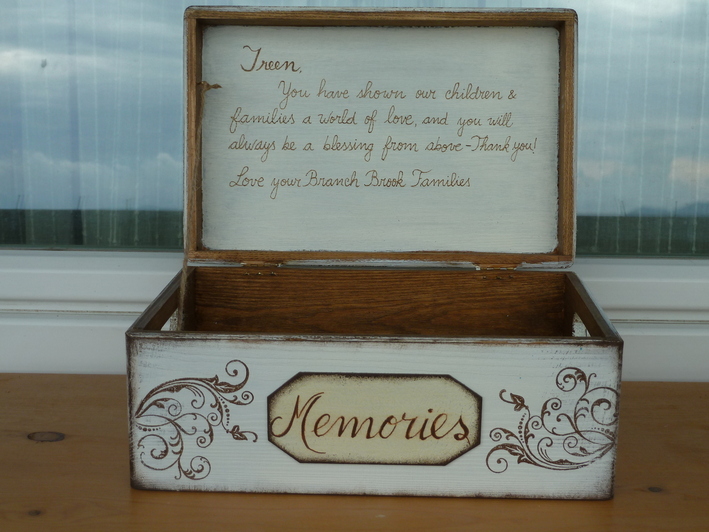 Treen,
You have shown our children &
families a world of love, and you will
always be a blessing from above-Thank you!
Love your Branch Brook Families
Memories